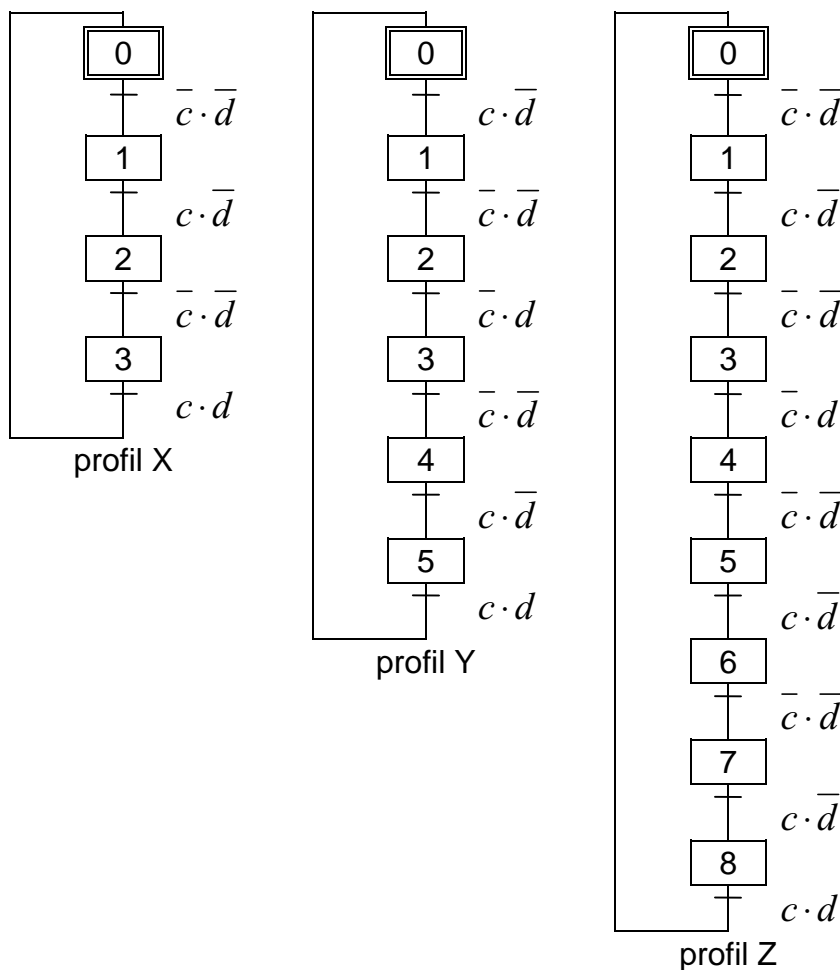 0
c̅ · d̅
1
c · d̅
2
c̅ · d̅
3
c · d
profil X
0
c · d̅
1
c̅ · d̅
2
c̅ · d
3
c̅ · d̅
4
c · d̅
5
c · d
profil Y
0
c̅ · d̅
1
c · d̅
2
c̅ · d̅
3
c̅ · d
4
c̅ · d̅
5
c · d̅
6
c̅ · d̅
7
c · d̅
8
c · d
profil Z